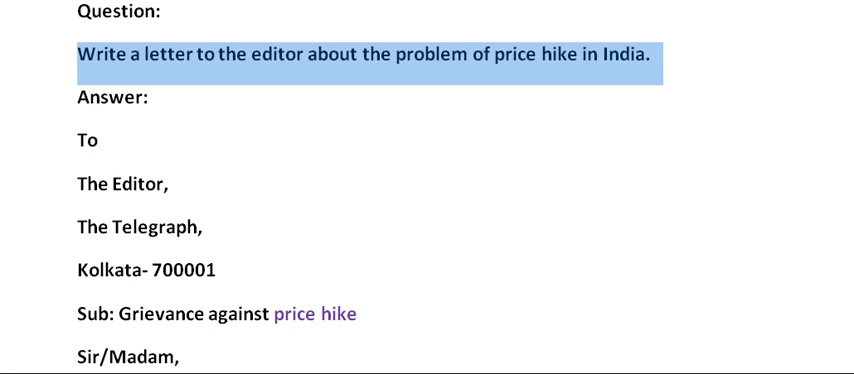 Question:
Write a letter to the editor about the problem of price hike in India.
Answer:
To
The Editor,
The Telegraph,
Kolkata- 700001
Sub: Grievance against price hike
Sir/Madam,